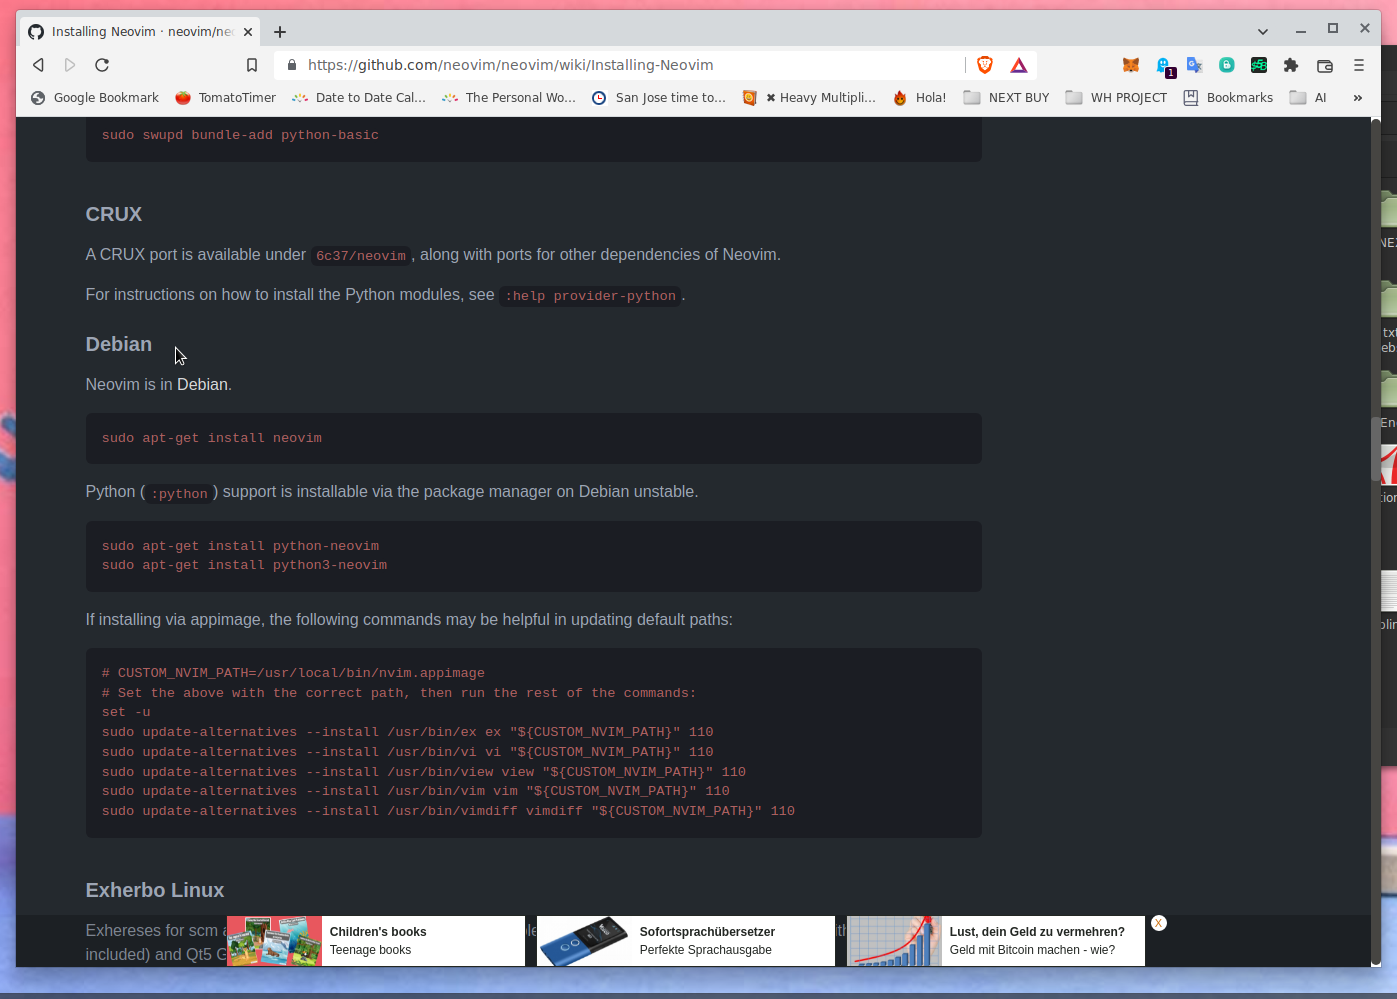 Installing Neovim · neovim/neo
https://github.com/neovim/neovim/wiki/Installing-Neovim
1
Google Bookmark TomatoTimer Date to Date Cal... The Personal Wo... San Jose time to... ✖ Heavy Multipli... Hola! NEXT BUY WH PROJECT Bookmarks AI »
sudo swupd bundle-add python-basic
CRUX
A CRUX port is available under 6c37/neovim, along with ports for other dependencies of Neovim.
For instructions on how to install the Python modules, see :help provider-python.
Debian
Neovim is in Debian.
sudo apt-get install neovim
Python (:python) support is installable via the package manager on Debian unstable.
sudo apt-get install python-neovim
sudo apt-get install python3-neovim
If installing via appimage, the following commands may be helpful in updating default paths:
# CUSTOM_NVIM_PATH=/usr/local/bin/nvim.appimage
# Set the above with the correct path, then run the rest of the commands:
set -u
sudo update-alternatives --install /usr/bin/ex ex "${CUSTOM_NVIM_PATH}" 110
sudo update-alternatives --install /usr/bin/vi vi "${CUSTOM_NVIM_PATH}" 110
sudo update-alternatives --install /usr/bin/view view "${CUSTOM_NVIM_PATH}" 110
sudo update-alternatives --install /usr/bin/vim vim "${CUSTOM_NVIM_PATH}" 110
sudo update-alternatives --install /usr/bin/vimdiff vimdiff "${CUSTOM_NVIM_PATH}" 110
Exherbo Linux
Exhereses for scm
included) and Qt5 G
Children's books
Teenage books
Sofortsprachübersetzer
Perfekte Sprachausgabe
Lust, dein Geld zu vermehren?
Geld mit Bitcoin machen - wie?
X